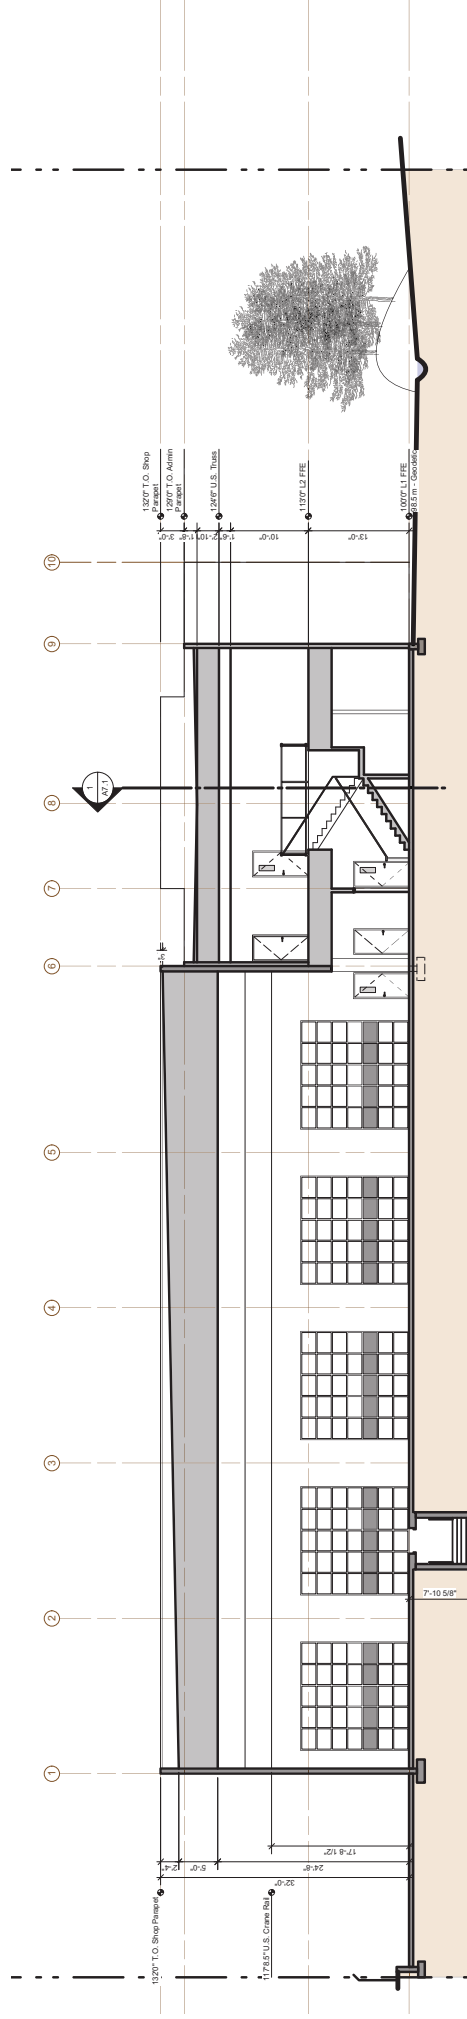 10
9
8
7
6
5
4
3
2
1
1
A7.1
132'0" T.O. Shop
Parapet
129'0" T.O. Admin
Parapet
124'6" U.S. Truss
113'0" L2 FFE
100'0" L1 FFE
98.5 m - Geodetic
3'-0"
1'-8"
2'-10"
1'-6"
10'-0"
13'-0"
3"
7'-10 5/8"
2'-4"
5'-0"
24'-8"
32'-0"
17'-8 1/2"
132'0" T.O. Shop Parapet
117'8.5" U.S. Crane Rail